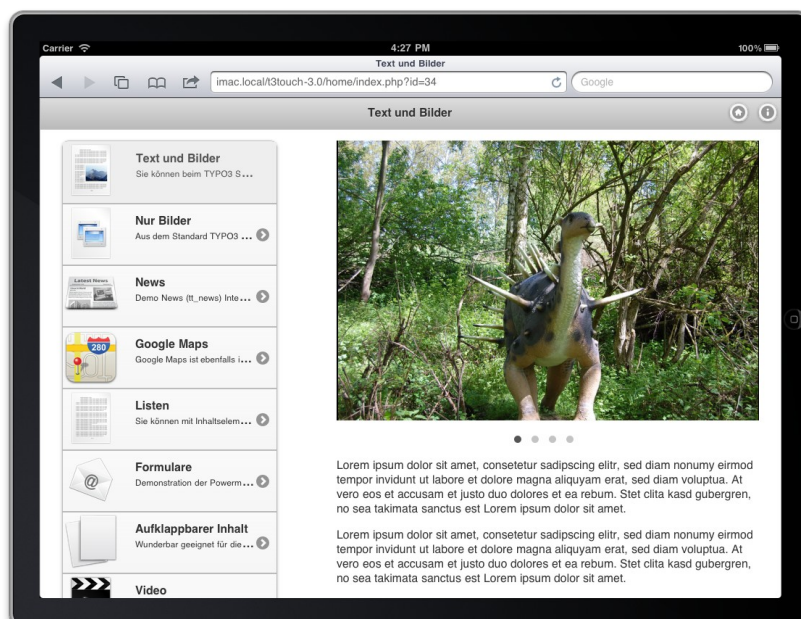 Carrier
4:27 PM
100%
Text und Bilder
imac.local/t3touch-3.0/home/index.php?id=34
Google
Text und Bilder
Text und Bilder
Sie können beim TYPO3 S...
Nur Bilder
Aus dem Standard TYPO3 ...
Latest News
News
Demo News (tt_news) Inte...
280
Google Maps
Google Maps ist ebenfalls i...
Listen
Sie können mit Inhaltselem...
@
Formulare
Demonstration der Powerm...
Aufklappbarer Inhalt
Wunderbar geeignet für die...
Video
Lorem ipsum dolor sit amet, consetetur sadipscing elitr, sed diam nonumy eirmod
tempor invidunt ut labore et dolore magna aliquyam erat, sed diam voluptua. At
vero eos et accusam et justo duo dolores et ea rebum. Stet clita kasd gubergren,
no sea takimata sanctus est Lorem ipsum dolor sit amet.
Lorem ipsum dolor sit amet, consetetur sadipscing elitr, sed diam nonumy eirmod
tempor invidunt ut labore et dolore magna aliquyam erat, sed diam voluptua. At
vero eos et accusam et justo duo dolores et ea rebum. Stet clita kasd gubergren,
no sea takimata sanctus est Lorem ipsum dolor sit amet.